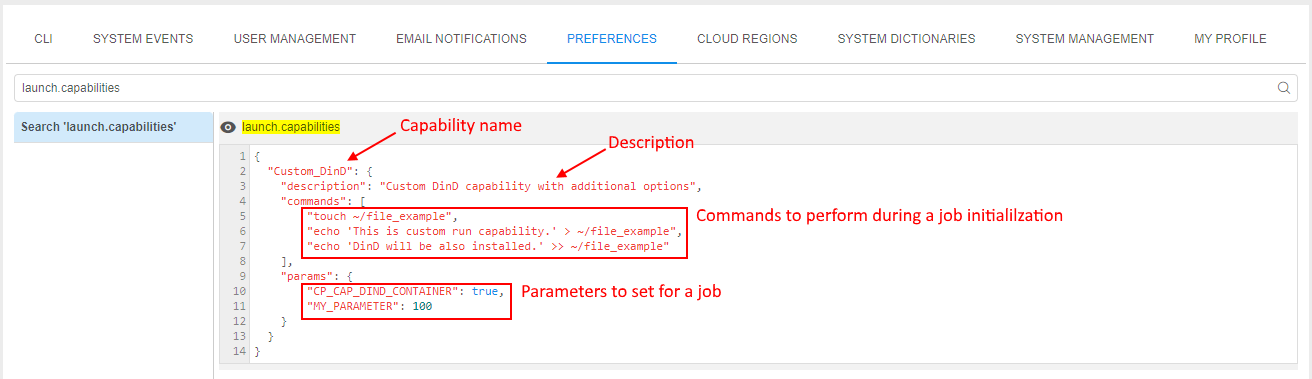 CLI SYSTEM EVENTS USER MANAGEMENT EMAIL NOTIFICATIONS PREFERENCES CLOUD REGIONS SYSTEM DICTIONARIES SYSTEM MANAGEMENT MY PROFILE
launch.capabilities
Search 'launch.capabilities'
launch.capabilities
Capability name
Description
1 {
2 "Custom_DinD": {
3 "description": "Custom DinD capability with additional options",
4 "commands": [
5 "touch ~/file_example",
6 "echo 'This is custom run capability.' > ~/file_example",
7 "echo 'DinD will be also installed.' >> ~/file_example"
8 ],
9 "params": {
10 "CP_CAP_DIND_CONTAINER": true,
11 "MY_PARAMETER": 100
12 }
13 }
14 }
Commands to perform during a job initialilzation
Parameters to set for a job